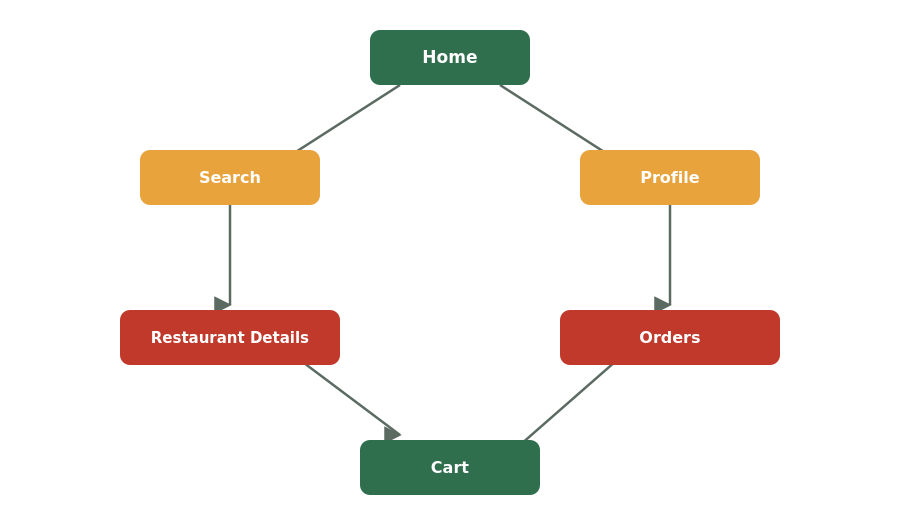 Home
Search
Profile
Restaurant Details
Orders
Cart